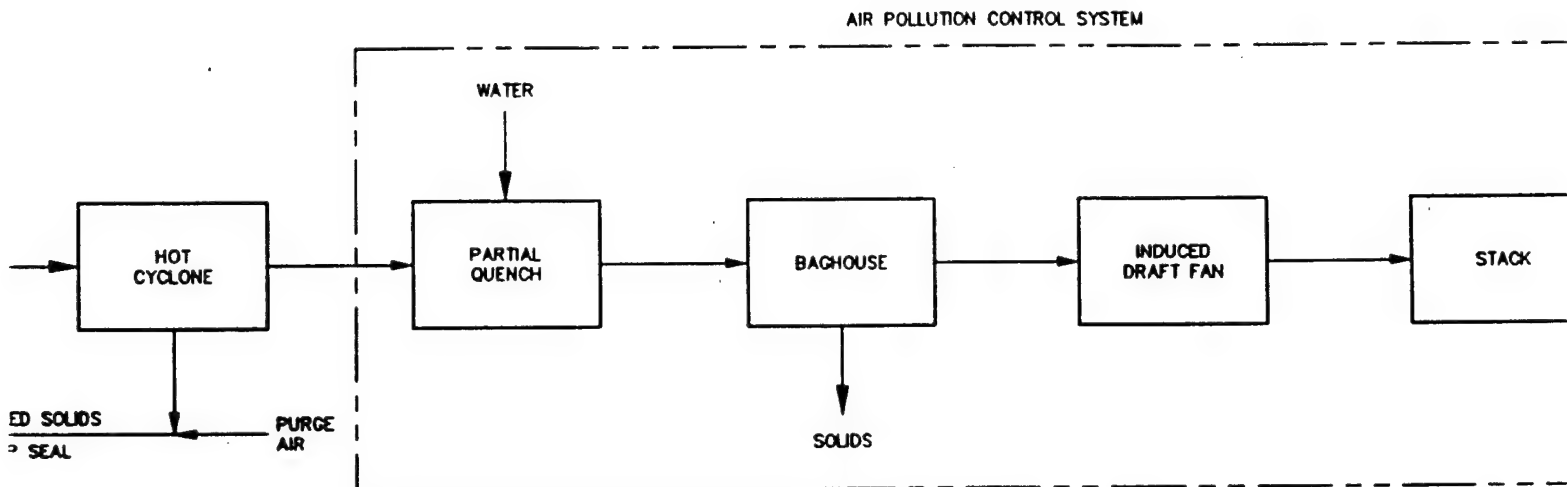 AIR POLLUTION CONTROL SYSTEM
WATER
HOT
CYCLONE
PARTIAL
QUENCH
BAGHOUSE
INDUCED
DRAFT FAN
STACK
ED SOLIDS
P SEAL
PURGE
AIR
SOLIDS